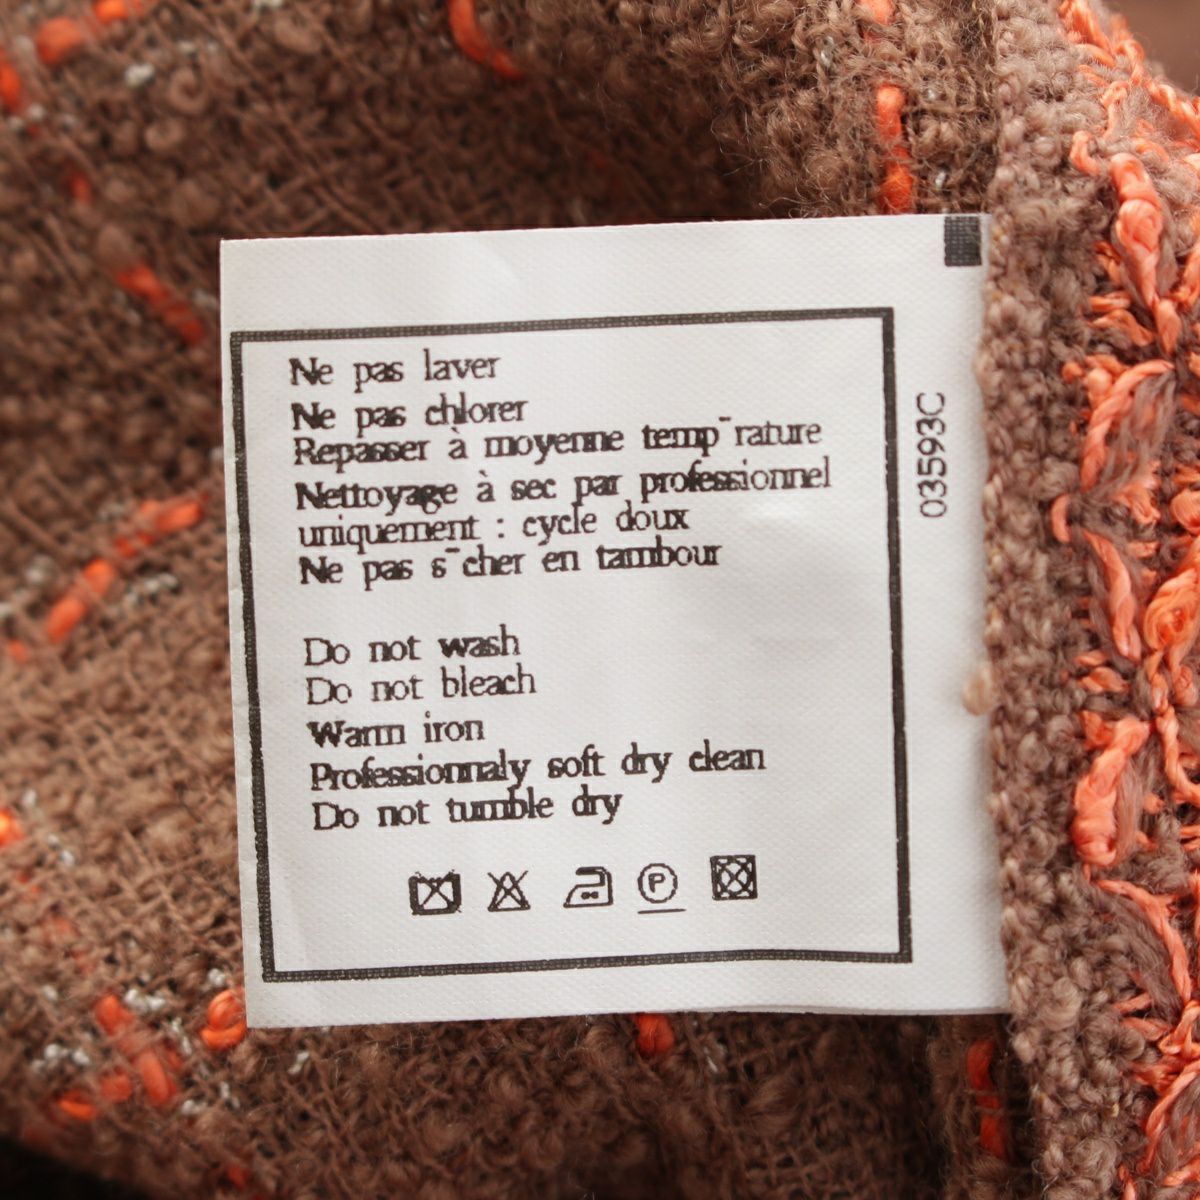 Ne pas laver
Ne pas chlorer
Repasser à moyenne temp¯rature
Nettoyage à sec par professionnel
uniquement : cycle doux
Ne pas s¯cher en tambour
Do not wash
Do not bleach
Warm iron
Professionnaly soft dry clean
Do not tumble dry
P
03593C